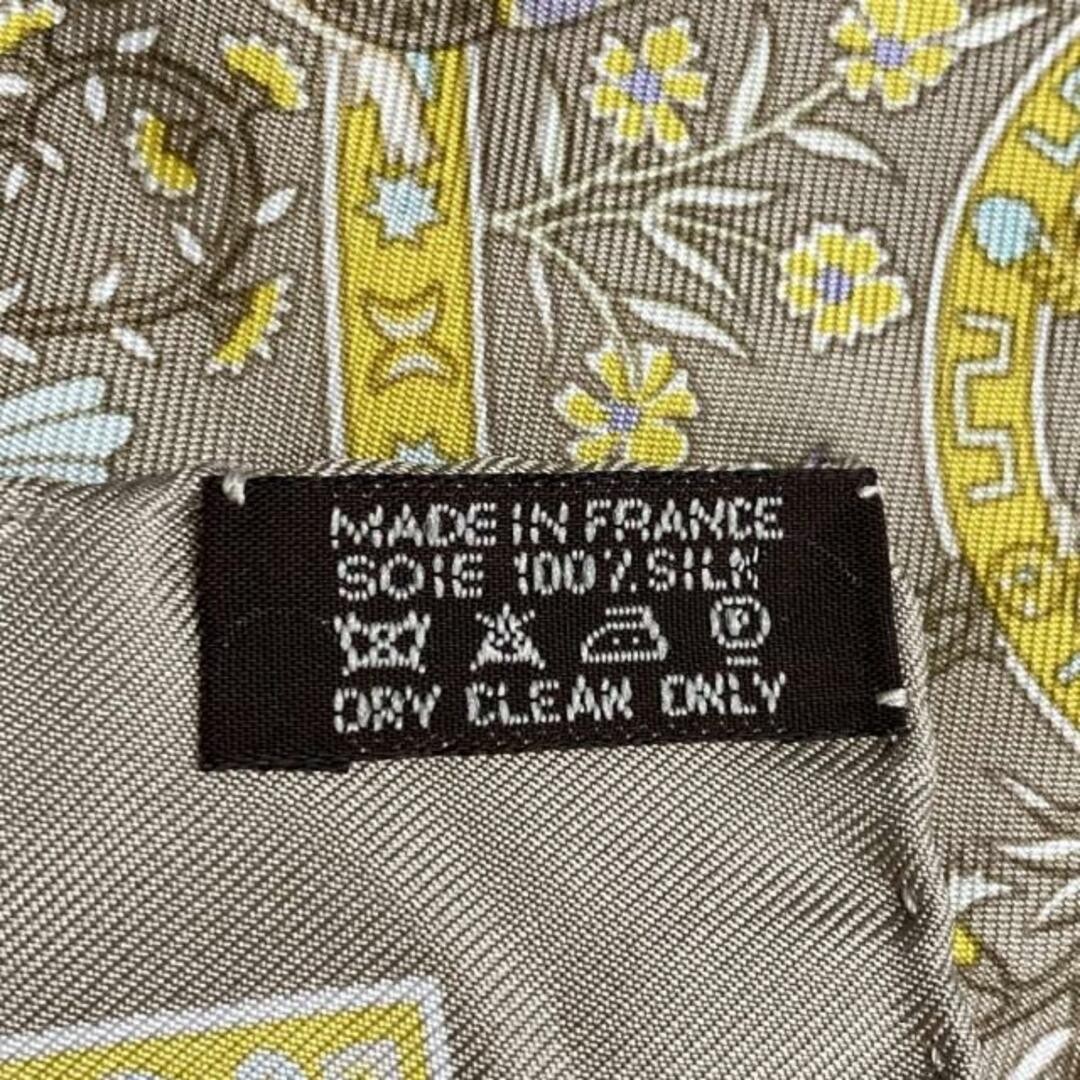 MADE IN FRANCE
SOIE 100% SILK
P
DRY CLEAN ONLY